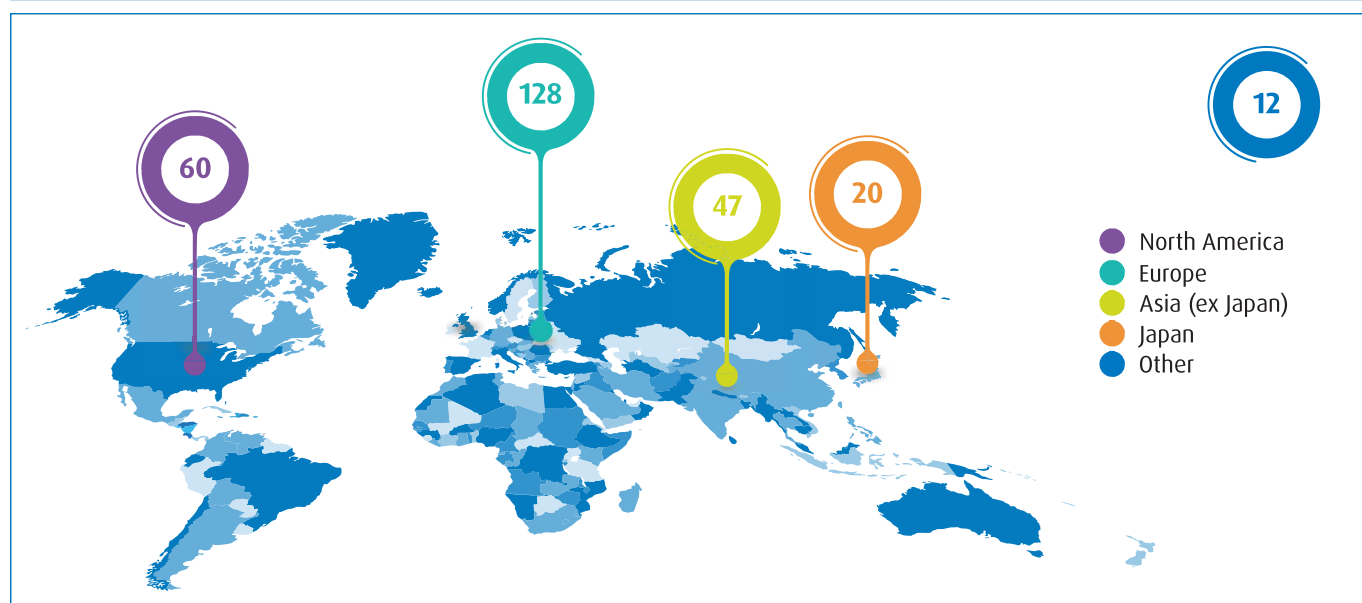 128
12
60
47
20
North America
Europe
Asia (ex Japan)
Japan
Other